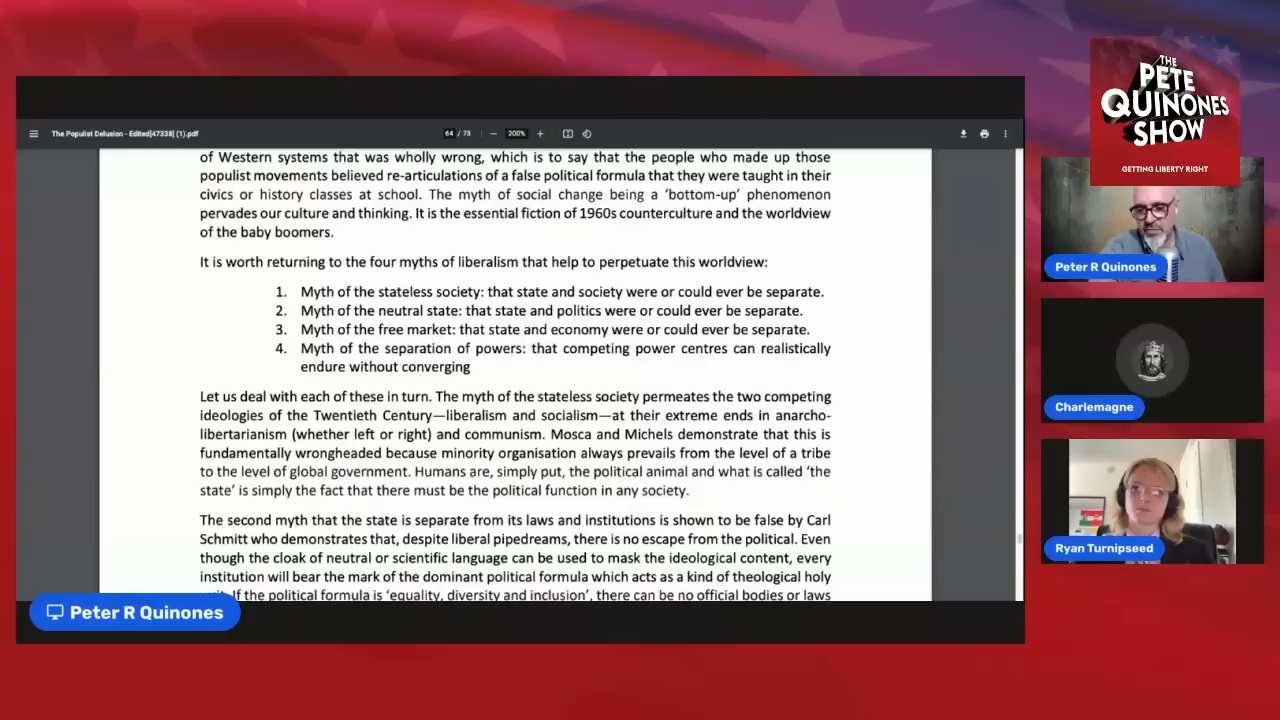 The Populist Delusion - Edited[47338] (1).pdf
64 / 73
200%
of Western systems that was wholly wrong, which is to say that the people who made up those
populist movements believed re-articulations of a false political formula that they were taught in their
civics or history classes at school. The myth of social change being a ‘bottom-up’ phenomenon
pervades our culture and thinking. It is the essential fiction of 1960s counterculture and the worldview
of the baby boomers.
It is worth returning to the four myths of liberalism that help to perpetuate this worldview:
1. Myth of the stateless society: that state and society were or could ever be separate.
2. Myth of the neutral state: that state and politics were or could ever be separate.
3. Myth of the free market: that state and economy were or could ever be separate.
4. Myth of the separation of powers: that competing power centres can realistically
endure without converging
Let us deal with each of these in turn. The myth of the stateless society permeates the two competing
ideologies of the Twentieth Century—liberalism and socialism—at their extreme ends in anarcho-
libertarianism (whether left or right) and communism. Mosca and Michels demonstrate that this is
fundamentally wrongheaded because minority organisation always prevails from the level of a tribe
to the level of global government. Humans are, simply put, the political animal and what is called ‘the
state’ is simply the fact that there must be the political function in any society.
The second myth that the state is separate from its laws and institutions is shown to be false by Carl
Schmitt who demonstrates that, despite liberal pipedreams, there is no escape from the political. Even
though the cloak of neutral or scientific language can be used to mask the ideological content, every
institution will bear the mark of the dominant political formula which acts as a kind of theological holy
If the political formula is ‘equality, diversity and inclusion’, there can be no official bodies or laws
Peter R Quinones
THE
PETE
QUINONES
SHOW
GETTING LIBERTY RIGHT
Peter R Quinones
Charlemagne
Ryan Turnipseed